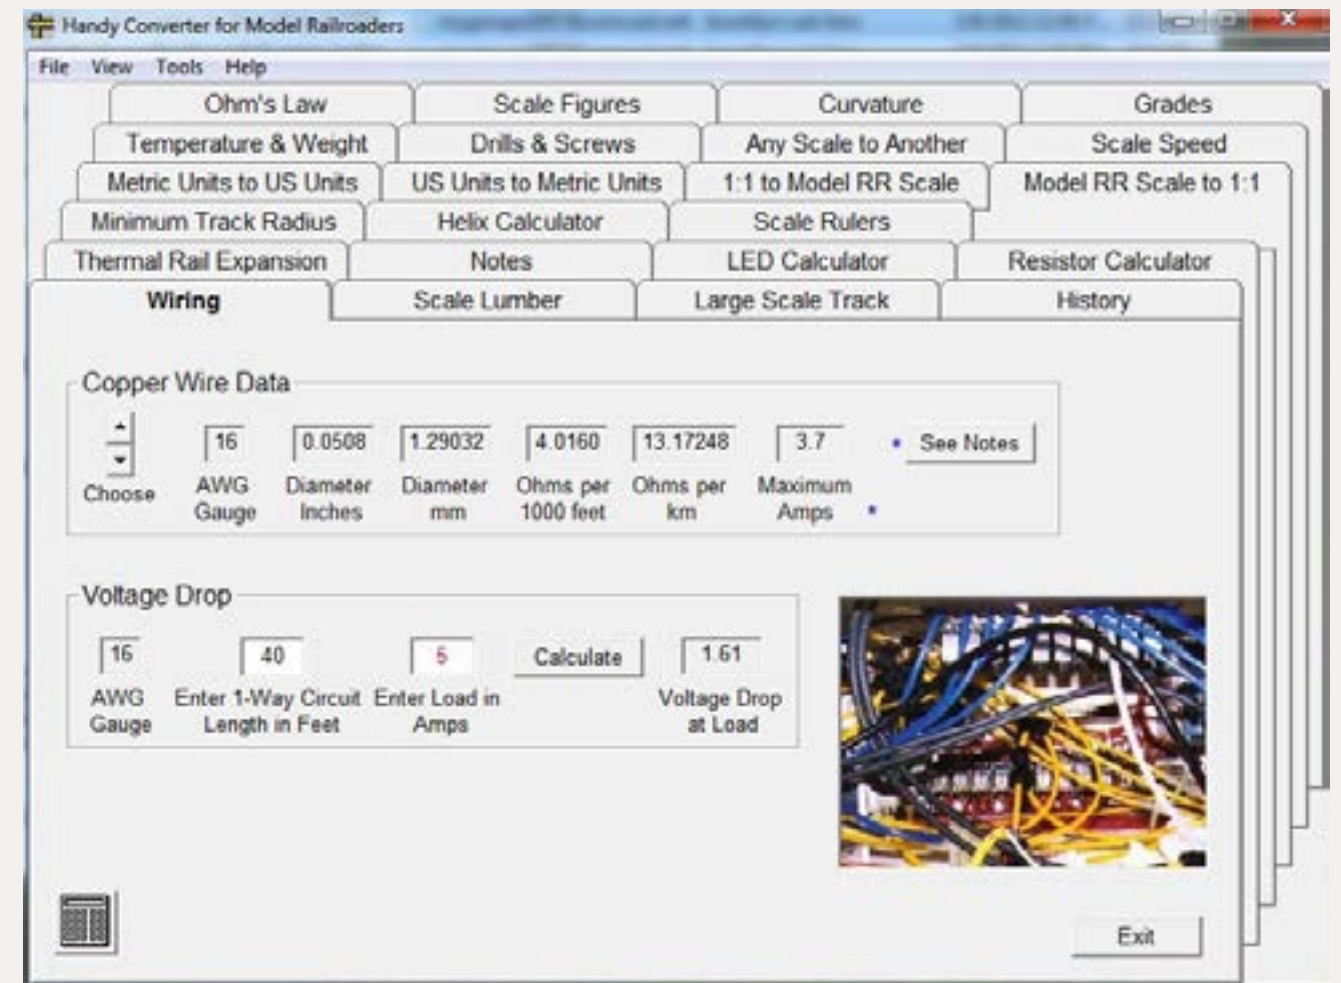 Handy Converter for Model Railroaders
File View Tools Help
Ohm's Law Scale Figures Curvature Grades
Temperature & Weight Drills & Screws Any Scale to Another Scale Speed
Metric Units to US Units US Units to Metric Units 1:1 to Model RR Scale Model RR Scale to 1:1
Minimum Track Radius Helix Calculator Scale Rulers
Thermal Rail Expansion Notes LED Calculator Resistor Calculator
Wiring Scale Lumber Large Scale Track History
Copper Wire Data
16 0.0508 1.29032 4.0160 13.17248 3.7 * See Notes
Choose AWG Diameter Diameter Ohms per Ohms per Maximum
Gauge Inches mm 1000 feet km Amps *
Voltage Drop
16 40 5 Calculate 1.61
AWG Enter 1-Way Circuit Enter Load in Voltage Drop
Gauge Length in Feet Amps at Load
Exit